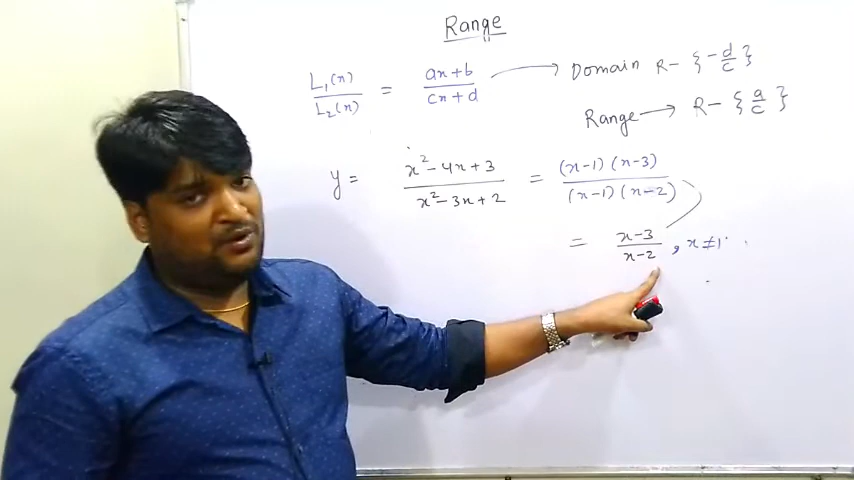 Range
L₁(x)/L₂(x) = (ax+b)/(cx+d) → Domain R- {-d/c}
Range → R- {a/c}
y = (x²-4x+3)/(x²-3x+2) = (x-1)(x-3)/(x-1)(x-2)
= (x-3)/(x-2), x≠1